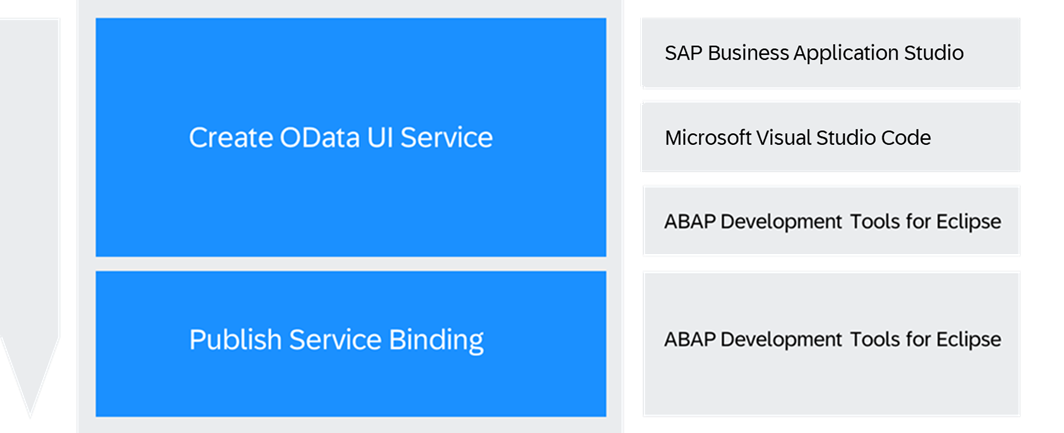 Create OData UI Service
SAP Business Application Studio
Microsoft Visual Studio Code
ABAP Development Tools for Eclipse
Publish Service Binding
ABAP Development Tools for Eclipse